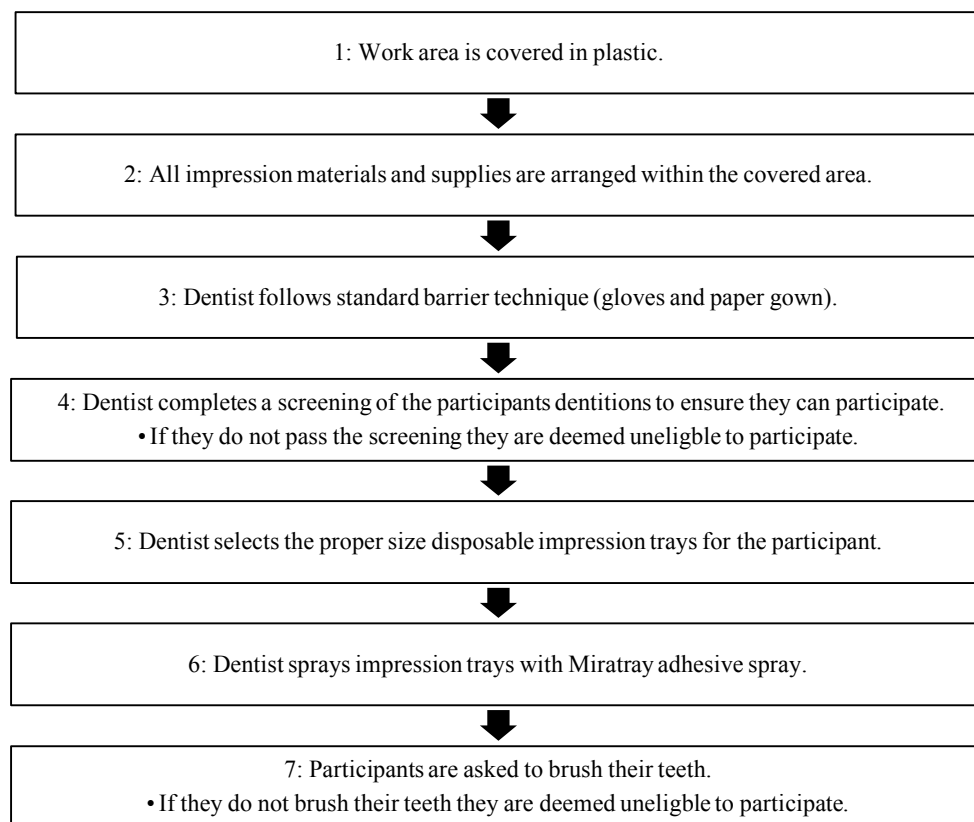 1: Work area is covered in plastic.
2: All impression materials and supplies are arranged within the covered area.
3: Dentist follows standard barrier technique (gloves and paper gown).
4: Dentist completes a screening of the participants dentitions to ensure they can participate.
• If they do not pass the screening they are deemed uneligble to participate.
5: Dentist selects the proper size disposable impression trays for the participant.
6: Dentist sprays impression trays with Miratray adhesive spray.
7: Participants are asked to brush their teeth.
• If they do not brush their teeth they are deemed uneligble to participate.